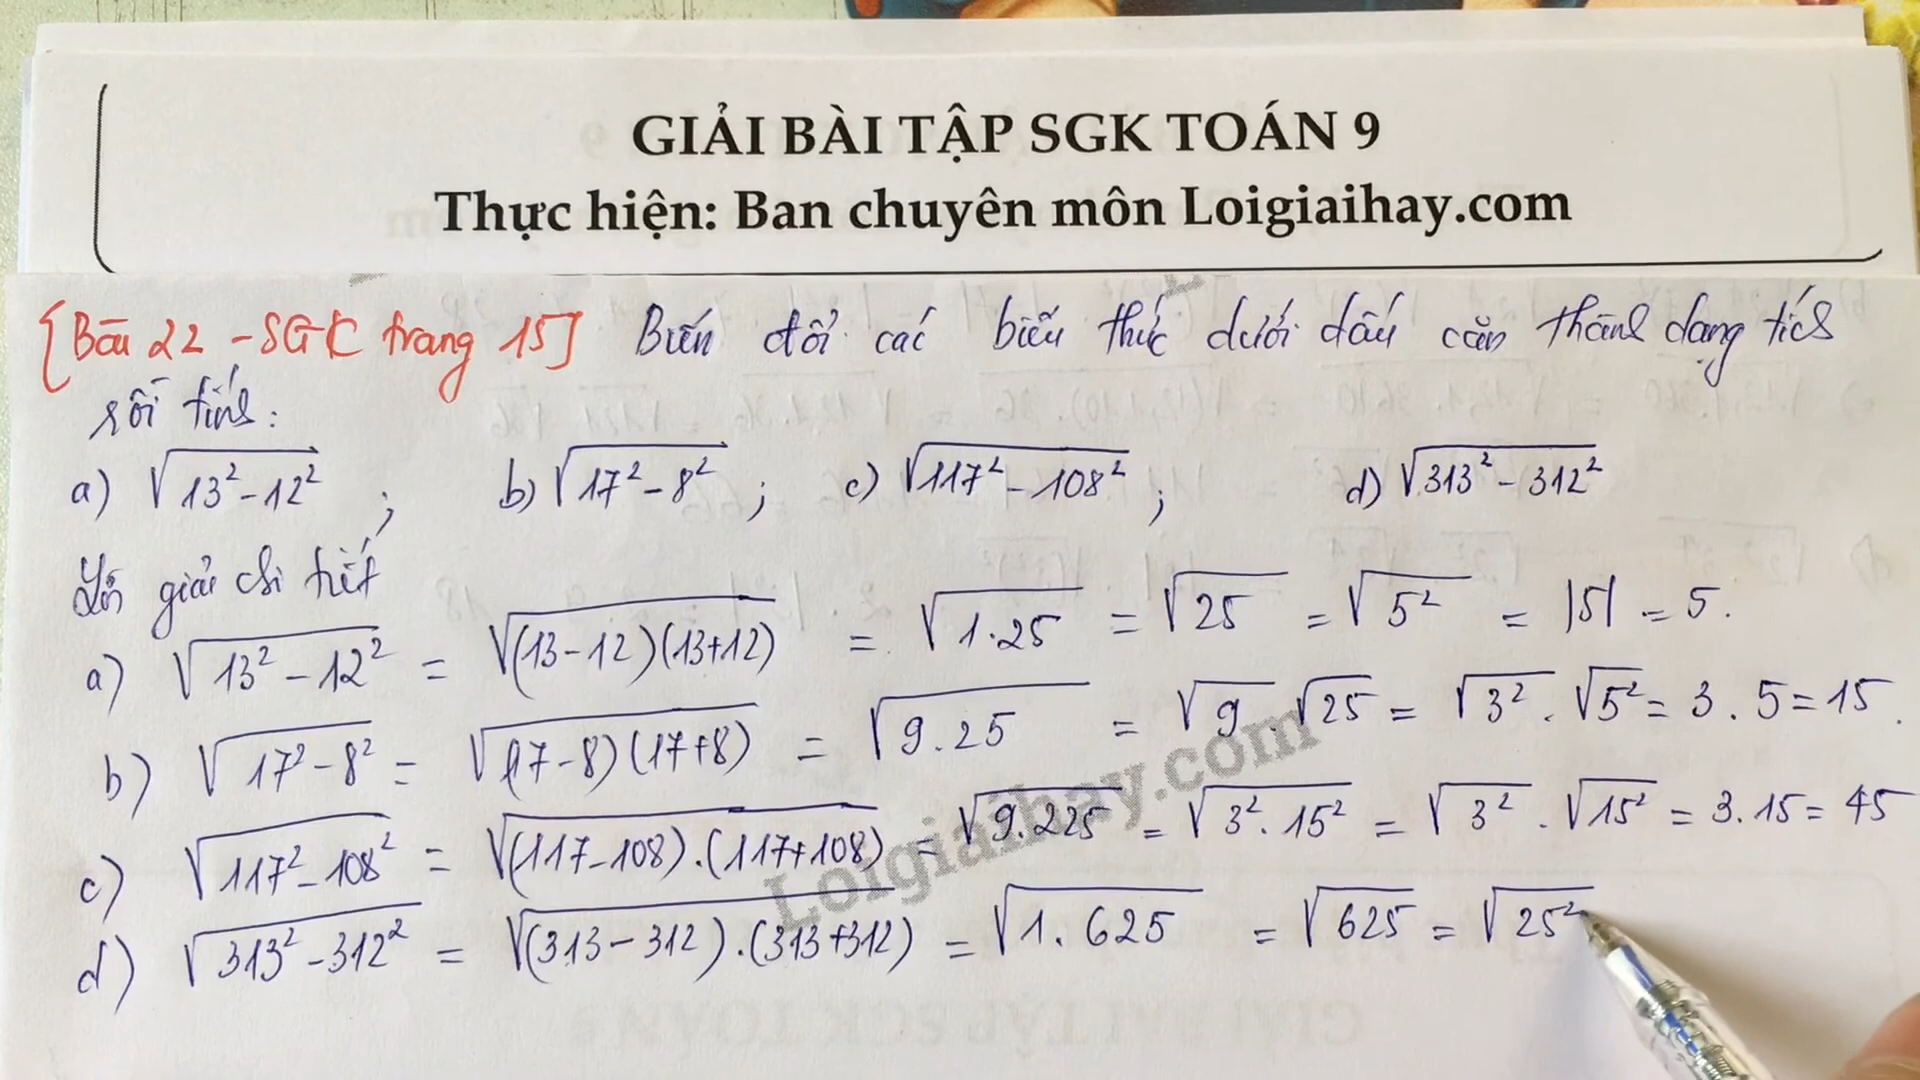 GIẢI BÀI TẬP SGK TOÁN 9
Thực hiện: Ban chuyên môn Loigiaihay.com
[Bài 22 - SGK trang 15] Biến đổi các biểu thức dưới dấu căn thành dạng tích
rồi tính:
a) √(13² - 12²) ; b) √(17² - 8²) ; c) √(117² - 108²) ; d) √(313² - 312²)
Lời giải chi tiết
a) √(13² - 12²) = √((13 - 12)(13 + 12)) = √(1.25) = √25 = √(5²) = |5| = 5.
b) √(17² - 8²) = √((17 - 8)(17 + 8)) = √(9.25) = √9 . √25 = √(3²) . √(5²) = 3 . 5 = 15.
c) √(117² - 108²) = √((117 - 108).(117 + 108)) = √(9.225) = √(3² . 15²) = √(3²) . √(15²) = 3.15 = 45
d) √(313² - 312²) = √((313 - 312).(313 + 312)) = √(1.625) = √625 = √(25²)
Loigiaihay.com